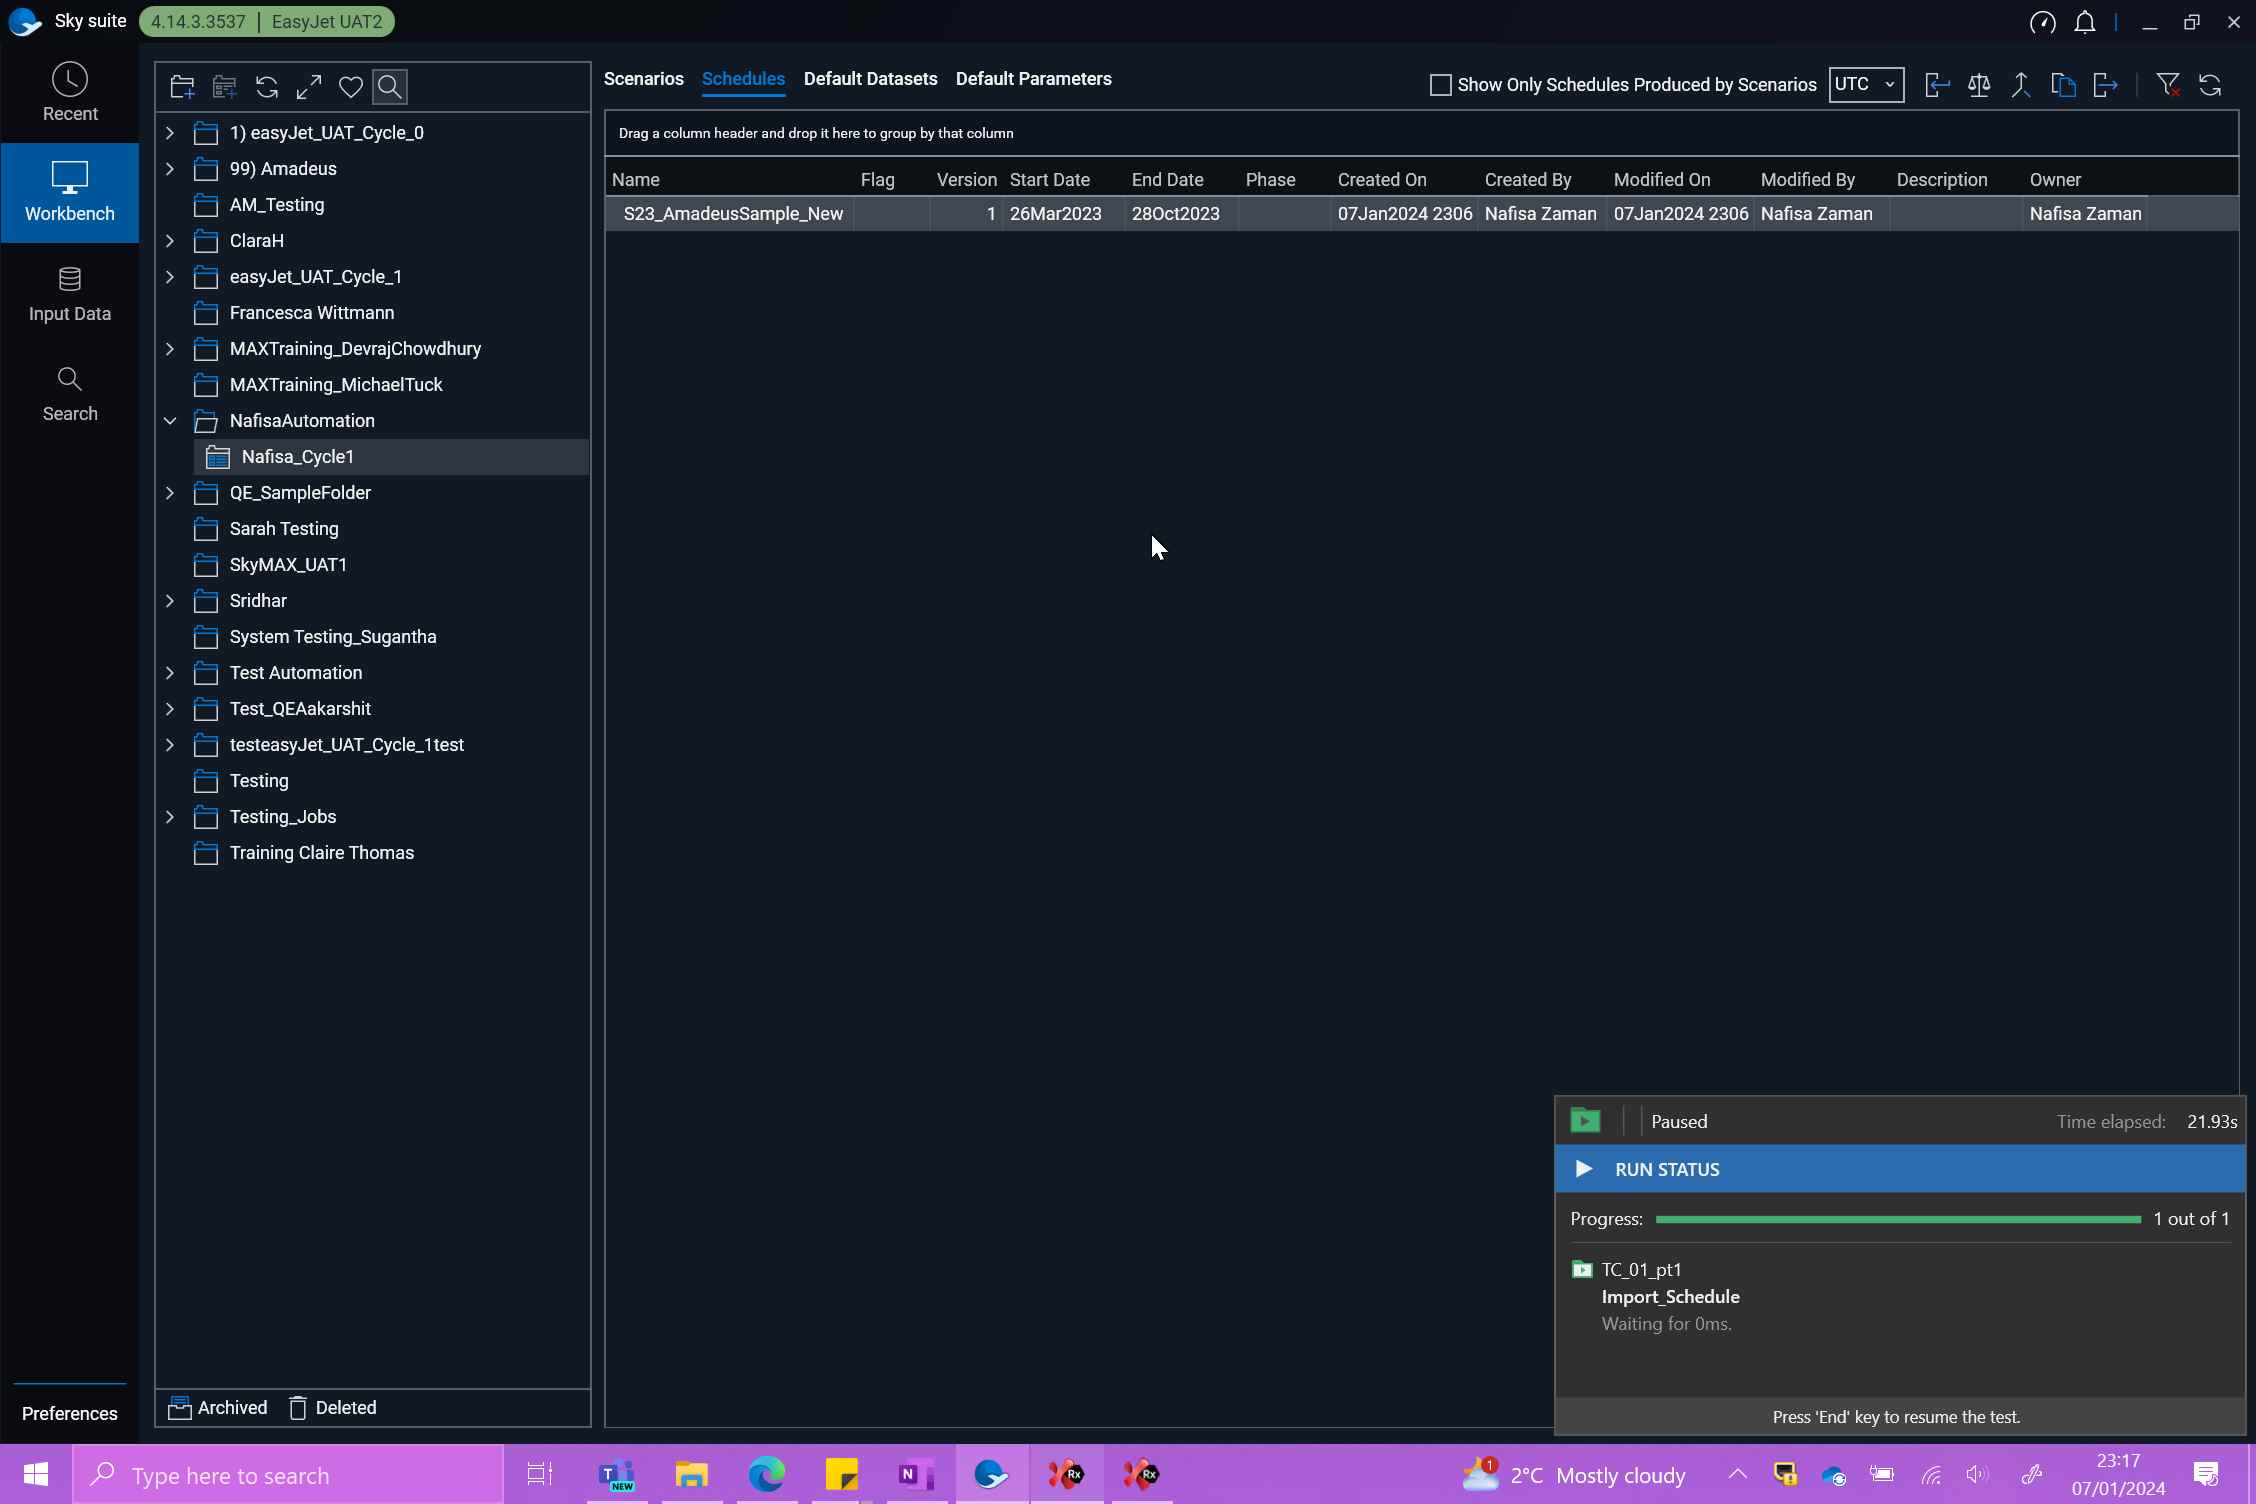 Sky suite 4.14.3.3537 | EasyJet UAT2
Recent
Workbench
Input Data
Search
Preferences
1) easyJet_UAT_Cycle_0
99) Amadeus
AM_Testing
ClaraH
easyJet_UAT_Cycle_1
Francesca Wittmann
MAXTraining_DevrajChowdhury
MAXTraining_MichaelTuck
NafisaAutomation
Nafisa_Cycle1
QE_SampleFolder
Sarah Testing
SkyMAX_UAT1
Sridhar
System Testing_Sugantha
Test Automation
Test_QEAakarshit
testeasyJet_UAT_Cycle_1test
Testing
Testing_Jobs
Training Claire Thomas
Archived Deleted
Scenarios Schedules Default Datasets Default Parameters Show Only Schedules Produced by Scenarios UTC
Drag a column header and drop it here to group by that column
Name Flag Version Start Date End Date Phase Created On Created By Modified On Modified By Description Owner
S23_AmadeusSample_New 1 26Mar2023 28Oct2023 07Jan2024 2306 Nafisa Zaman 07Jan2024 2306 Nafisa Zaman Nafisa Zaman
Paused Time elapsed: 21.93s
RUN STATUS
Progress: 1 out of 1
TC_01_pt1
Import_Schedule
Waiting for 0ms.
Press 'End' key to resume the test.
Type here to search
T
NEW
N
Rx
Rx
1
2°C Mostly cloudy
23:17
07/01/2024